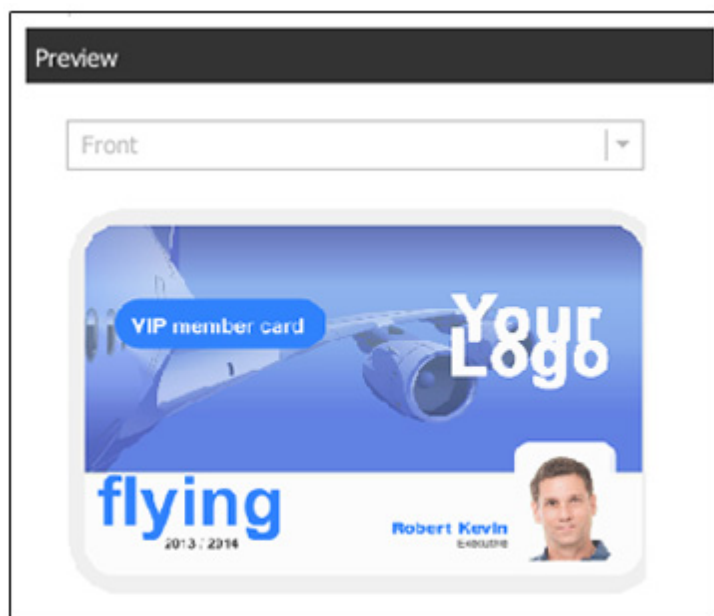 Preview
Front
VIP member card
Your
Logo
flying
2013 / 2014
Robert Kevin
Executive